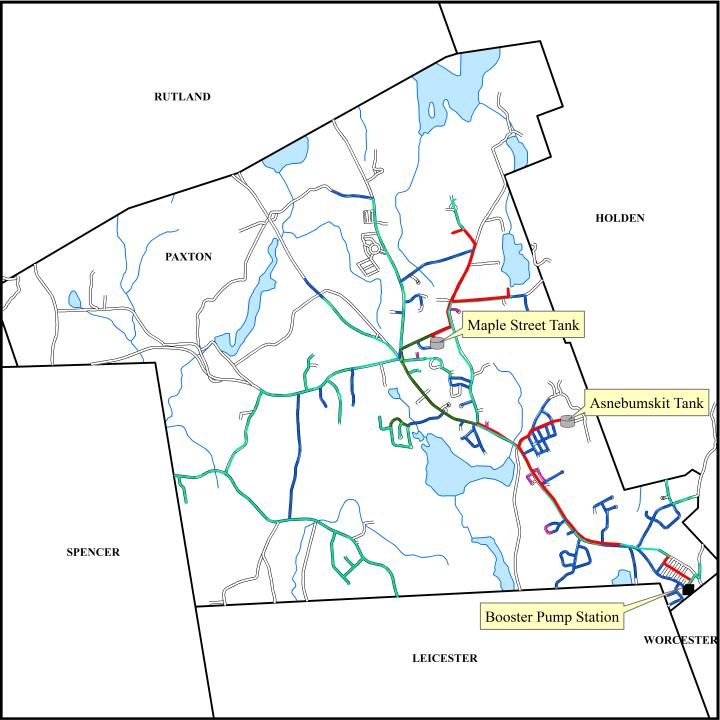 RUTLAND
HOLDEN
PAXTON
Maple Street Tank
Asnebumskit Tank
SPENCER
Booster Pump Station
WORCESTER
LEICESTER